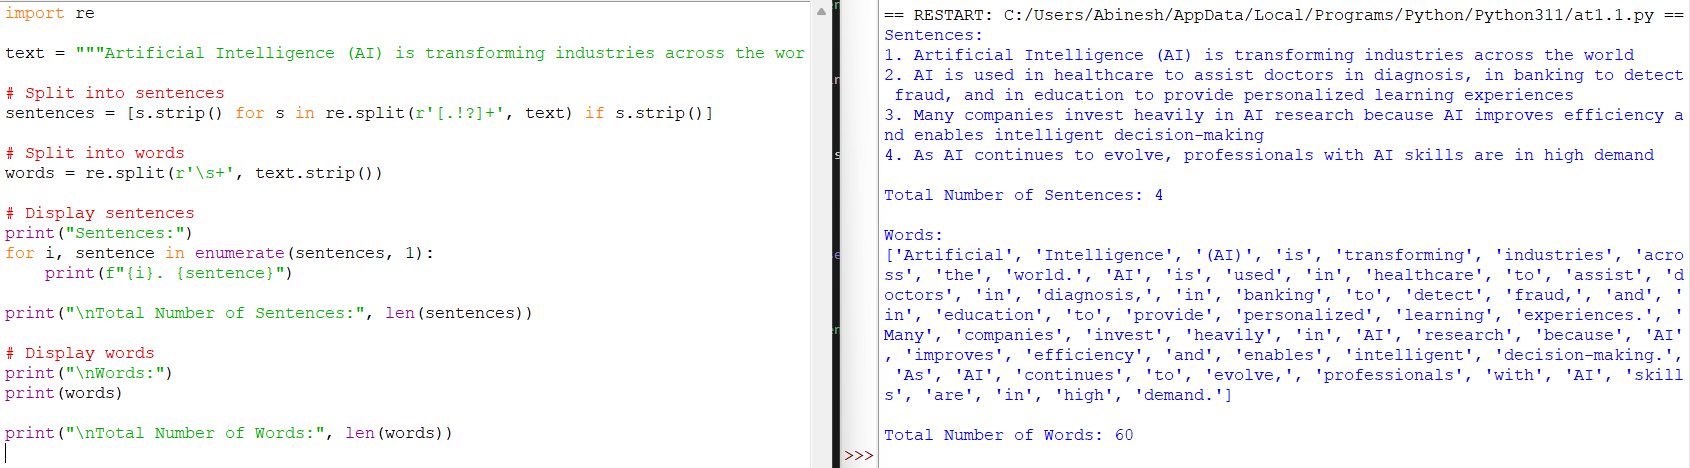 import re
text = """Artificial Intelligence (AI) is transforming industries across the wor
# Split into sentences
sentences = [s.strip() for s in re.split(r'[.!?]+', text) if s.strip()]
# Split into words
words = re.split(r'\s+', text.strip())
# Display sentences
print("Sentences:")
for i, sentence in enumerate(sentences, 1):
    print(f"{i}. {sentence}")
print("\nTotal Number of Sentences:", len(sentences))
# Display words
print("\nWords:")
print(words)
print("\nTotal Number of Words:", len(words))
== RESTART: C:/Users/Abinesh/AppData/Local/Programs/Python/Python311/at1.1.py ==
Sentences:
1. Artificial Intelligence (AI) is transforming industries across the world
2. AI is used in healthcare to assist doctors in diagnosis, in banking to detect
 fraud, and in education to provide personalized learning experiences
3. Many companies invest heavily in AI research because AI improves efficiency a
nd enables intelligent decision-making
4. As AI continues to evolve, professionals with AI skills are in high demand
Total Number of Sentences: 4
Words:
['Artificial', 'Intelligence', '(AI)', 'is', 'transforming', 'industries', 'acro
ss', 'the', 'world.', 'AI', 'is', 'used', 'in', 'healthcare', 'to', 'assist', 'd
octors', 'in', 'diagnosis,', 'in', 'banking', 'to', 'detect', 'fraud,', 'and', '
in', 'education', 'to', 'provide', 'personalized', 'learning', 'experiences.', '
Many', 'companies', 'invest', 'heavily', 'in', 'AI', 'research', 'because', 'AI'
, 'improves', 'efficiency', 'and', 'enables', 'intelligent', 'decision-making.',
 'As', 'AI', 'continues', 'to', 'evolve,', 'professionals', 'with', 'AI', 'skill
s', 'are', 'in', 'high', 'demand.']
Total Number of Words: 60
>>>